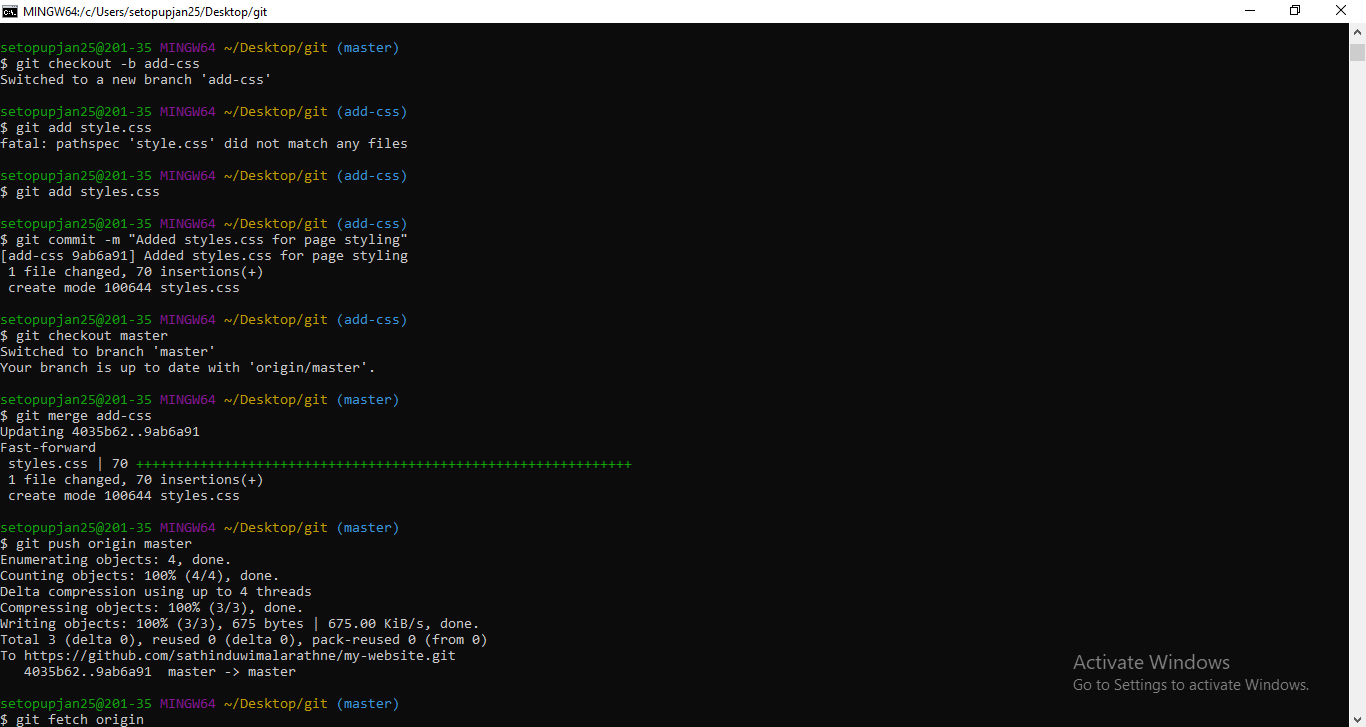 MINGW64:/c/Users/setopupjan25/Desktop/git
setopupjan25@201-35 MINGW64 ~/Desktop/git (master)
$ git checkout -b add-css
Switched to a new branch 'add-css'
setopupjan25@201-35 MINGW64 ~/Desktop/git (add-css)
$ git add style.css
fatal: pathspec 'style.css' did not match any files
setopupjan25@201-35 MINGW64 ~/Desktop/git (add-css)
$ git add styles.css
setopupjan25@201-35 MINGW64 ~/Desktop/git (add-css)
$ git commit -m "Added styles.css for page styling"
[add-css 9ab6a91] Added styles.css for page styling
1 file changed, 70 insertions(+)
create mode 100644 styles.css
setopupjan25@201-35 MINGW64 ~/Desktop/git (add-css)
$ git checkout master
Switched to branch 'master'
Your branch is up to date with 'origin/master'.
setopupjan25@201-35 MINGW64 ~/Desktop/git (master)
$ git merge add-css
Updating 4035b62..9ab6a91
Fast-forward
styles.css | 70 ++++++++++++++++++++++++++++++++++++++++++++++++++++++++++++++
1 file changed, 70 insertions(+)
create mode 100644 styles.css
setopupjan25@201-35 MINGW64 ~/Desktop/git (master)
$ git push origin master
Enumerating objects: 4, done.
Counting objects: 100% (4/4), done.
Delta compression using up to 4 threads
Compressing objects: 100% (3/3), done.
Writing objects: 100% (3/3), 675 bytes | 675.00 KiB/s, done.
Total 3 (delta 0), reused 0 (delta 0), pack-reused 0 (from 0)
To https://github.com/sathinduwimalarathne/my-website.git
4035b62..9ab6a91  master -> master
setopupjan25@201-35 MINGW64 ~/Desktop/git (master)
$ git fetch origin
Activate Windows
Go to Settings to activate Windows.